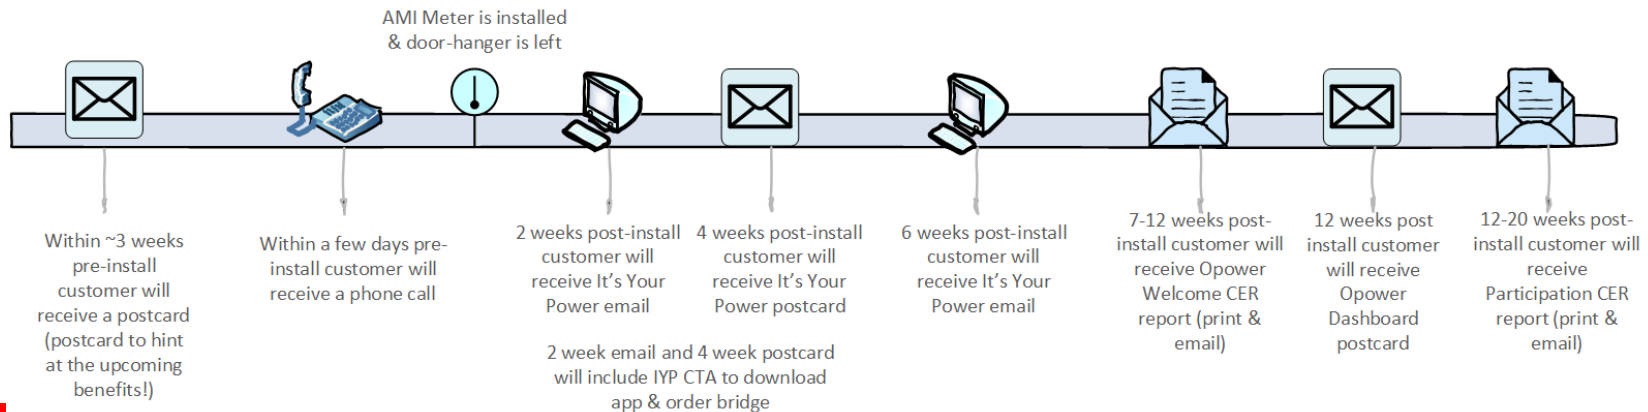 AMI Meter is installed
& door-hanger is left
Within ~3 weeks
pre-install
customer will
receive a postcard
(postcard to hint
at the upcoming
benefits!)
Within a few days pre-
install customer will
receive a phone call
2 weeks post-install
customer will
receive It's Your
Power email
4 weeks post-install
customer will
receive It's Your
Power postcard
2 week email and 4 week postcard
will include IYP CTA to download
app & order bridge
6 weeks post-install
customer will
receive It's Your
Power email
7-12 weeks post-
install customer will
receive Opower
Welcome CER
report (print &
email)
12 weeks post
install customer
will receive
Opower
Dashboard
postcard
12-20 weeks post-
install customer will
receive
Participation CER
report (print &
email)